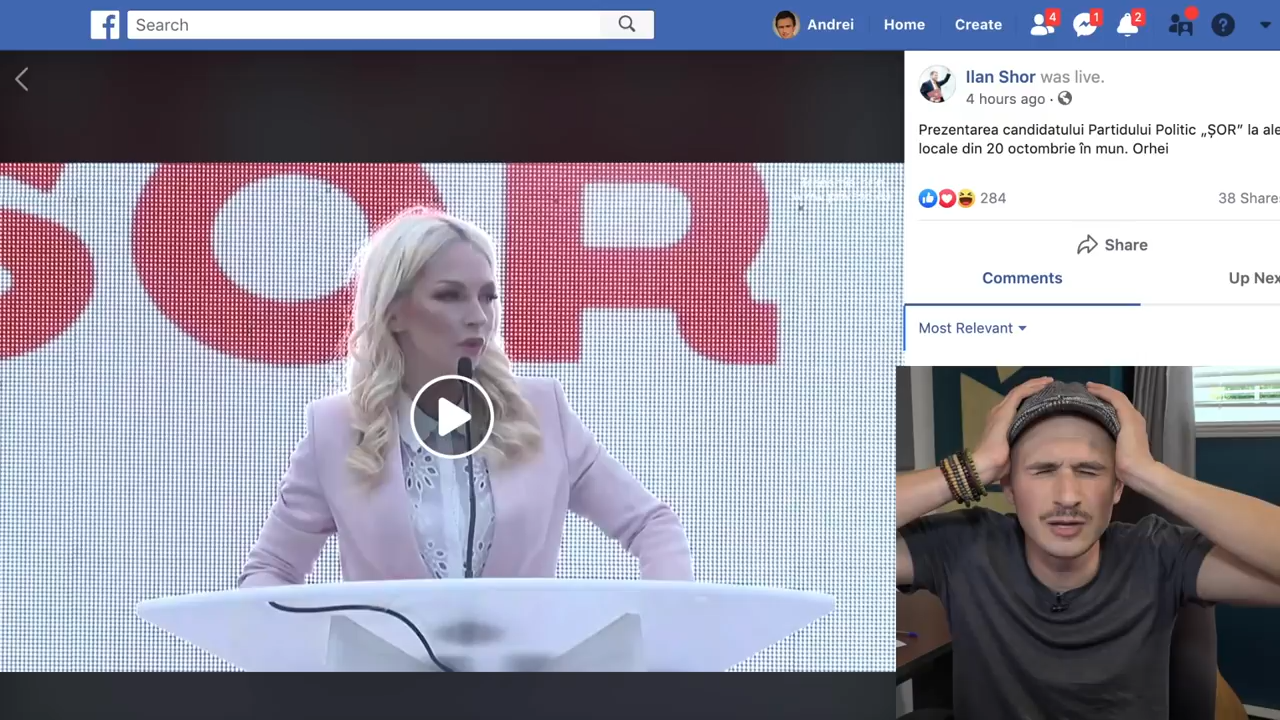 Search
Andrei
Home
Create
4
1
2
?
Ilan Shor was live.
4 hours ago ·
Prezentarea candidatului Partidului Politic „ȘOR” la ale
locale din 20 octombrie în mun. Orhei
284
38 Share
Share
Comments
Up Nex
Most Relevant
ȘOR